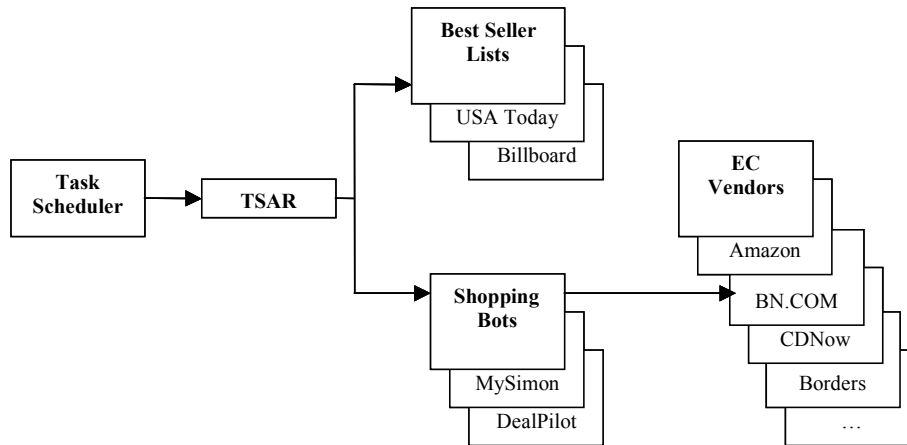 Best Seller
Lists
USA Today
Billboard
Task
Scheduler
TSAR
EC
Vendors
Amazon
BN.COM
CDNow
Borders
…
Shopping
Bots
MySimon
DealPilot